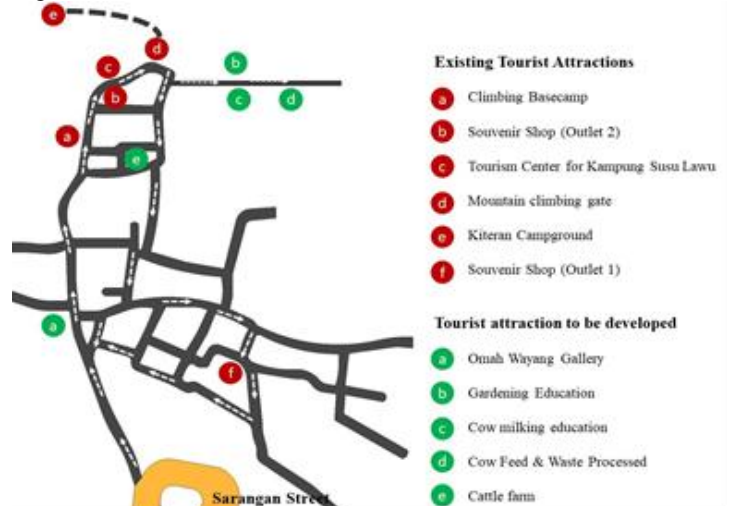 e
d
c
b
b
c
d
a
e
a
f
Sarangan Street
Existing Tourist Attractions
a Climbing Basecamp
b Souvenir Shop (Outlet 2)
c Tourism Center for Kampung Susu Lawu
d Mountain climbing gate
e Kiteran Campground
f Souvenir Shop (Outlet 1)
Tourist attraction to be developed
a Omah Wayang Gallery
b Gardening Education
c Cow milking education
d Cow Feed & Waste Processed
e Cattle farm